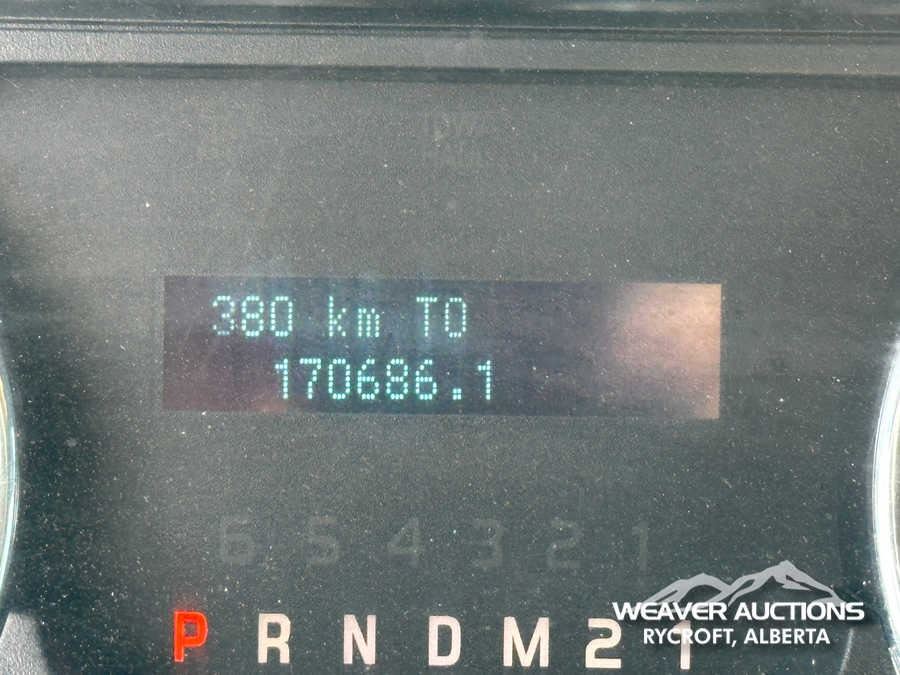 380 km TO
170686.1
6 5 4 3 2 1
P R N D M 2 1
WEAVER AUCTIONS
RYCROFT, ALBERTA